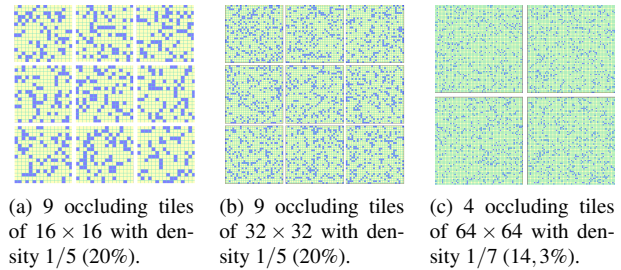 (a) 9 occluding tiles
of 16 × 16 with den-
sity 1/5 (20%).
(b) 9 occluding tiles
of 32 × 32 with den-
sity 1/5 (20%).
(c) 4 occluding tiles
of 64 × 64 with den-
sity 1/7 (14,3%).